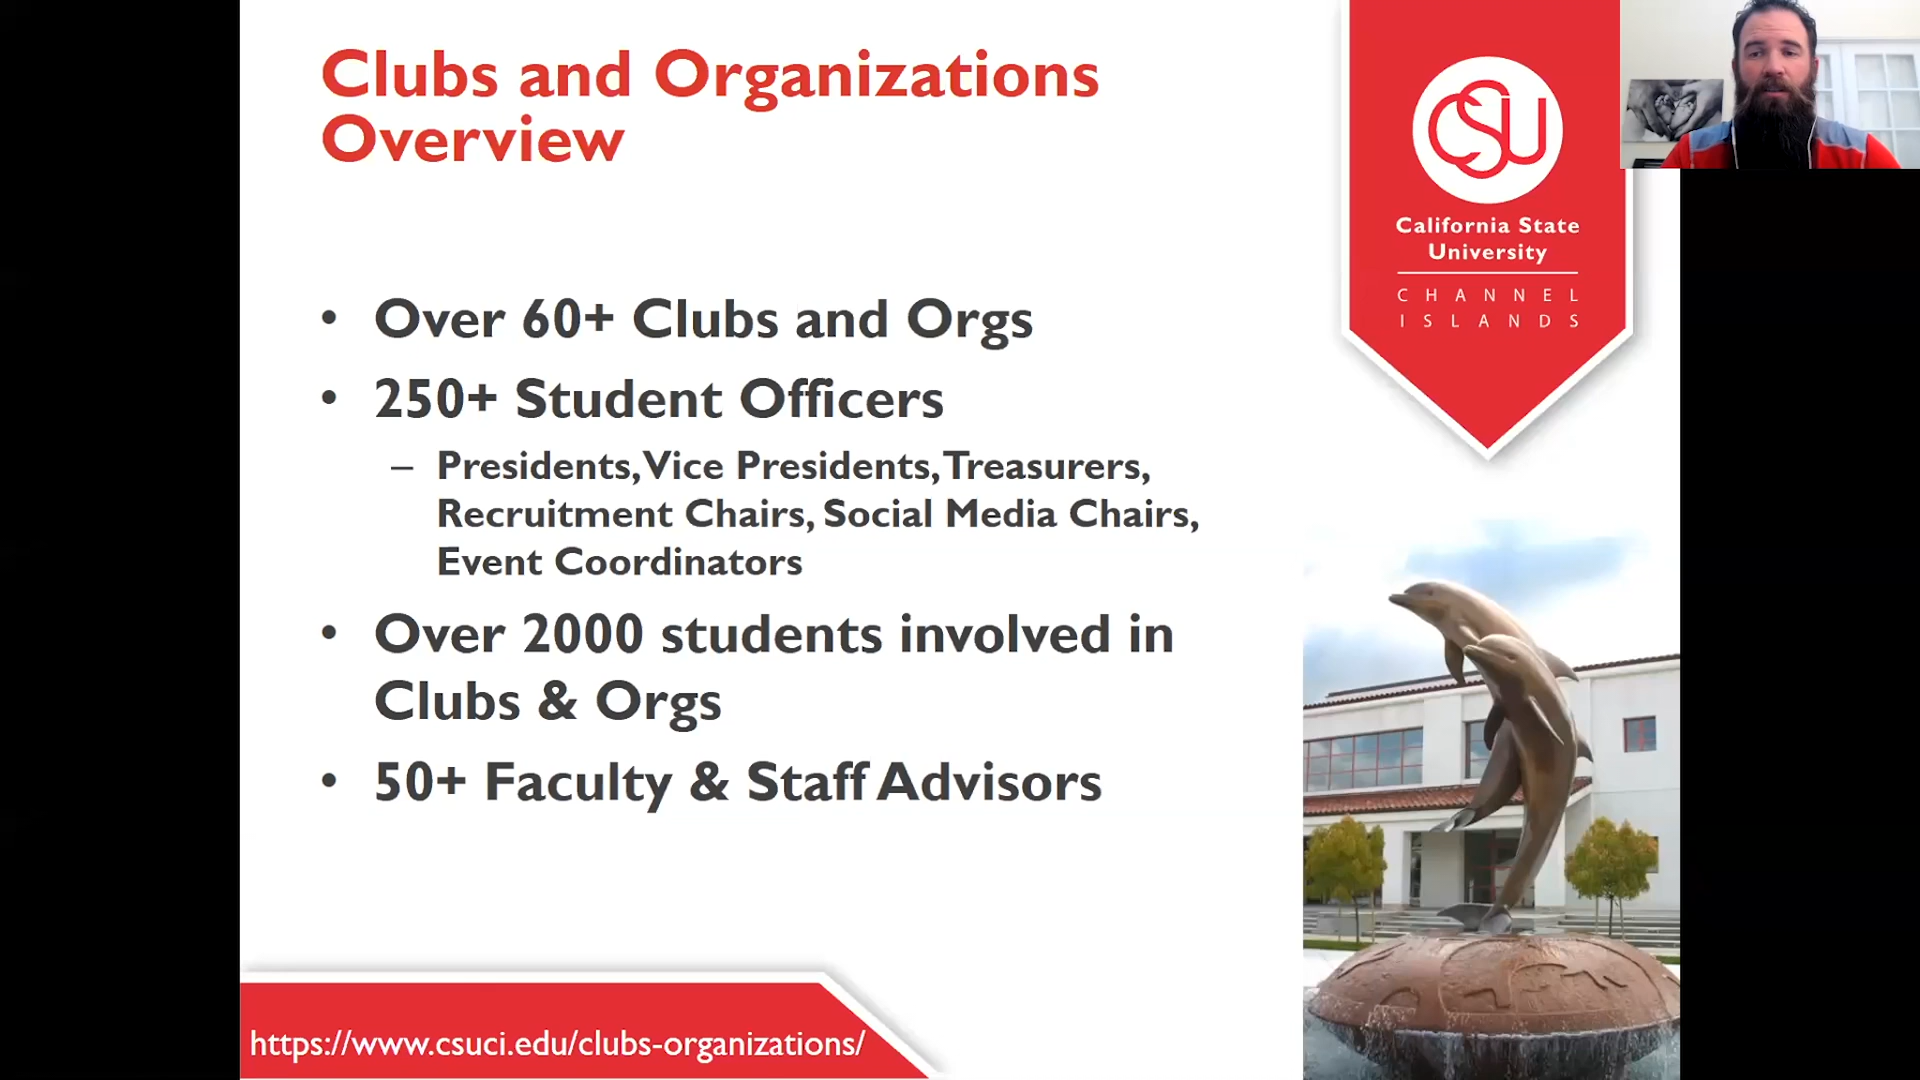 Clubs and Organizations
Overview
• Over 60+ Clubs and Orgs
• 250+ Student Officers
– Presidents, Vice Presidents, Treasurers,
Recruitment Chairs, Social Media Chairs,
Event Coordinators
• Over 2000 students involved in
Clubs & Orgs
• 50+ Faculty & Staff Advisors
https://www.csuci.edu/clubs-organizations/
CSU
California State
University
CHANNEL
ISLANDS